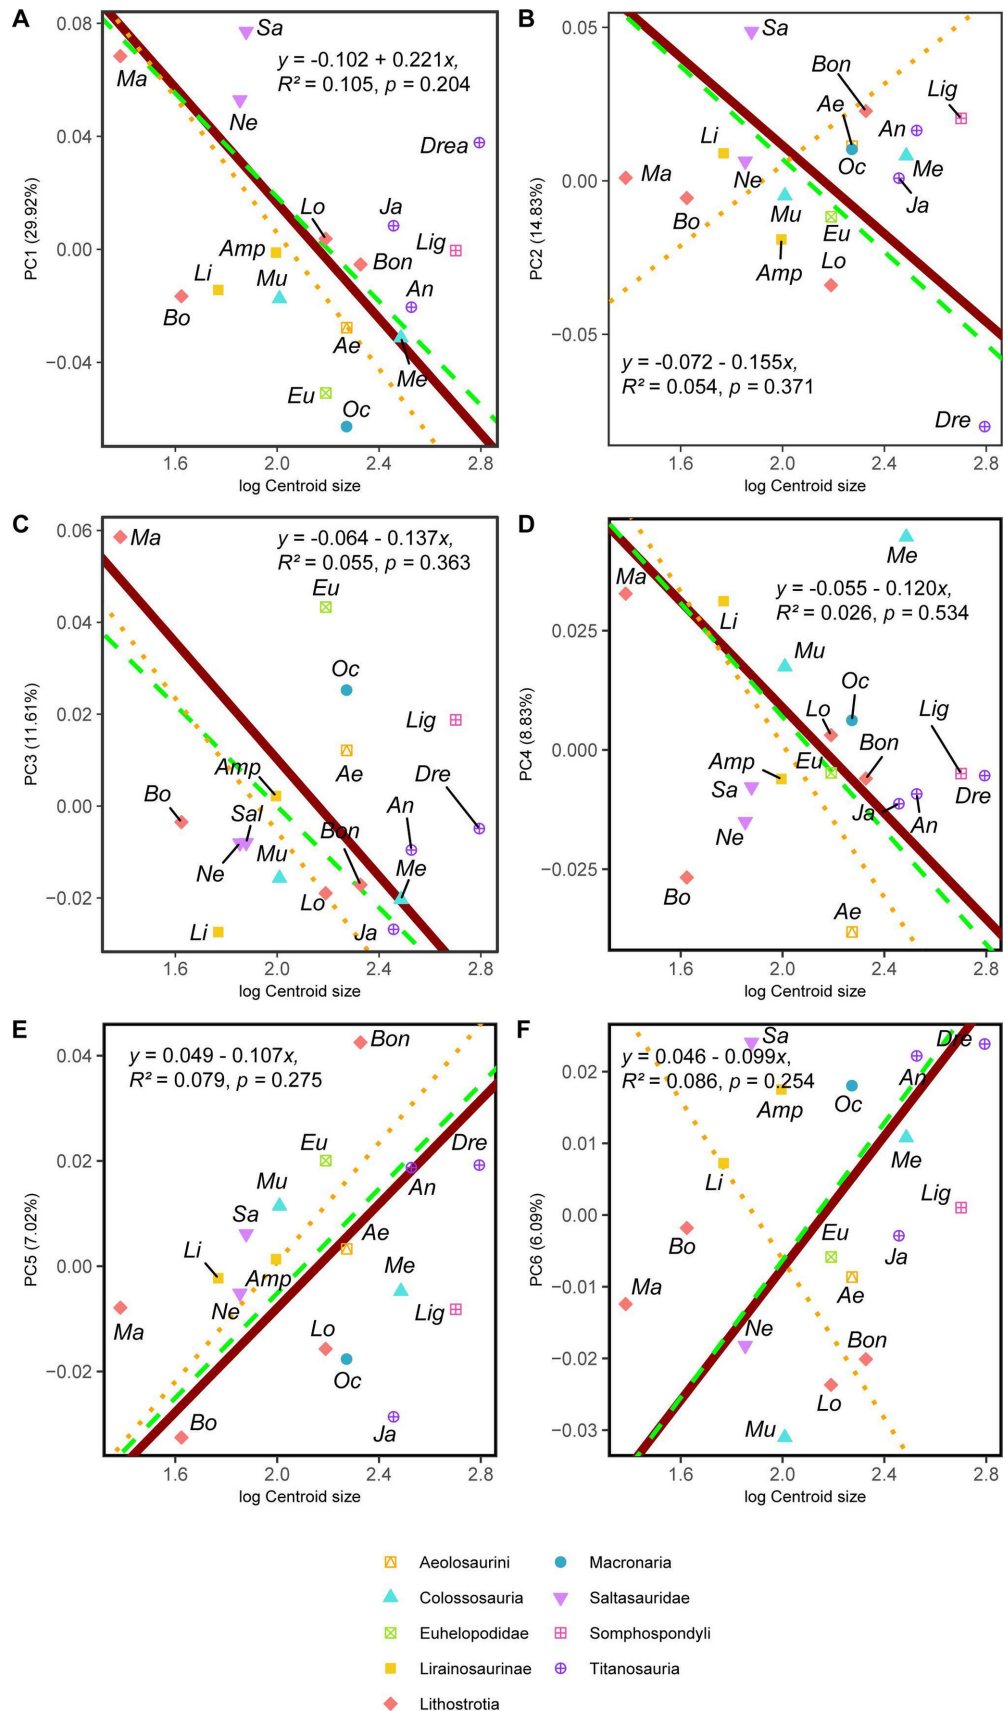 A
0.08
0.04
0.00
−0.04
PC1 (29.92%)
Sa
Ma
Ne
y = -0.102 + 0.221x,
R² = 0.105, p = 0.204
Drea
Lo
Ja
Amp
Lig
Li
Bon
Mu
An
Bo
Ae
Me
Eu
Oc
1.6 2.0 2.4 2.8
log Centroid size
B
0.05
0.00
−0.05
PC2 (14.83%)
Sa
Bon
Ae
Lig
Li
An
Oc
Me
Ma
Ne
Ja
Bo
Mu
Eu
Amp
Lo
y = -0.072 - 0.155x,
R² = 0.054, p = 0.371
Dre
1.6 2.0 2.4 2.8
log Centroid size
C
0.06
0.04
0.02
0.00
−0.02
PC3 (11.61%)
Ma
y = -0.064 - 0.137x,
R² = 0.055, p = 0.363
Eu
Oc
Lig
Amp
Ae
Dre
Bo
Sal
An
Bon
Ne
Mu
Me
Lo
Li
Ja
1.6 2.0 2.4 2.8
log Centroid size
D
0.025
0.000
−0.025
PC4 (8.83%)
Me
Ma
y = -0.055 - 0.120x,
R² = 0.026, p = 0.534
Li
Mu
Oc
Lo
Lig
Bon
Amp
Eu
Sa
Dre
Ja
An
Ne
Bo
Ae
1.6 2.0 2.4 2.8
log Centroid size
E
0.04
0.02
0.00
−0.02
PC5 (7.02%)
Bon
y = 0.049 - 0.107x,
R² = 0.079, p = 0.275
Eu
Dre
Mu
An
Sa
Ae
Li
Amp
Me
Ne
Lig
Ma
Lo
Oc
Bo
Ja
1.6 2.0 2.4 2.8
log Centroid size
F
0.02
0.01
0.00
−0.01
−0.02
−0.03
PC6 (6.09%)
Sa
Dre
y = 0.046 - 0.099x,
R² = 0.086, p = 0.254
An
Amp
Oc
Li
Me
Lig
Bo
Eu
Ja
Ma
Ae
Ne
Bon
Lo
Mu
1.6 2.0 2.4 2.8
log Centroid size
Aeolosaurini
Macronaria
Colossosauria
Saltasauridae
Euhelopodidae
Somphospondyli
Lirainosaurinae
Titanosauria
Lithostrotia